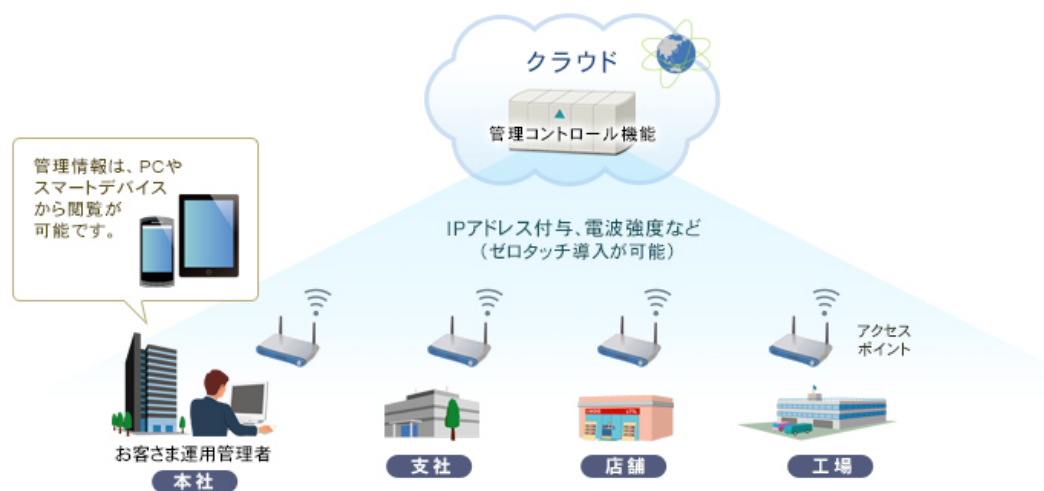 クラウド
管理コントロール機能
管理情報は、PCや
スマートデバイス
から閲覧が
可能です。
IPアドレス付与、電波強度など
(ゼロタッチ導入が可能)
アクセス
ポイント
お客さま運用管理者
本社
支社
店舗
工場